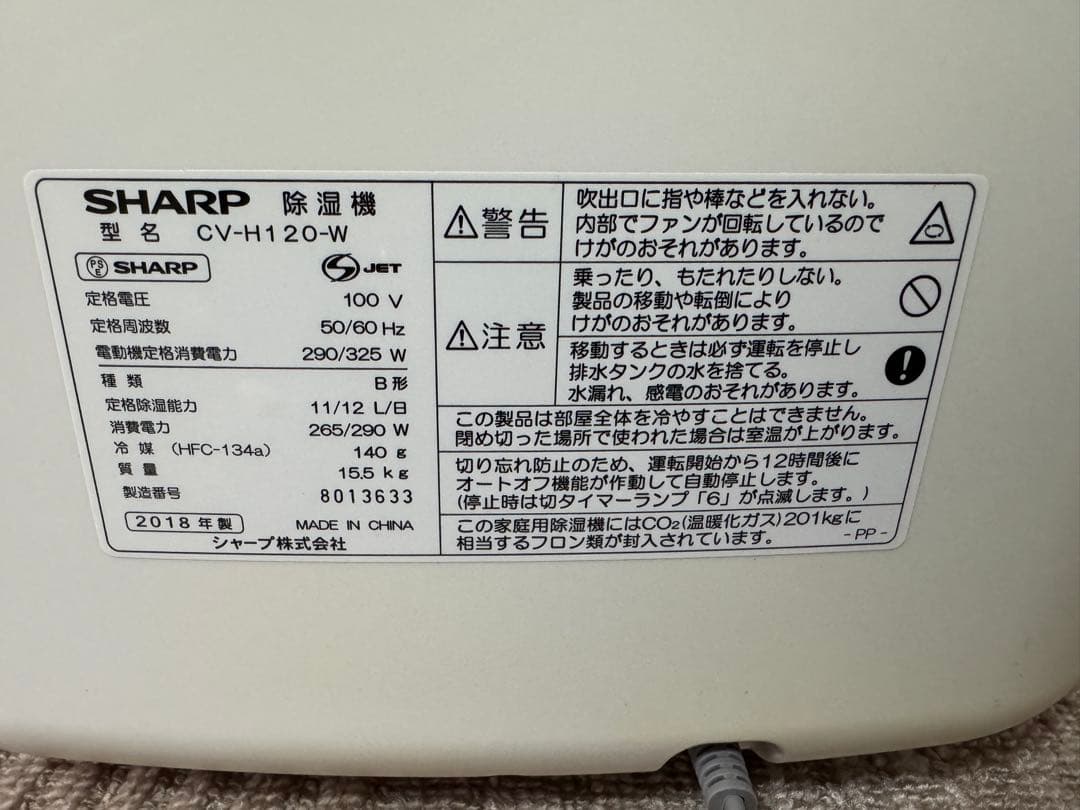 SHARP 除湿機
型名 CV-H120-W
PSE SHARP S JET
定格電圧 100 V
定格周波数 50/60 Hz
電動機定格消費電力 290/325 W
種類 B形
定格除湿能力 11/12 L/日
消費電力 265/290 W
冷媒 (HFC-134a) 140 g
質量 15.5 kg
製造番号 8013633
2018年製 MADE IN CHINA
シャープ株式会社
⚠警告
吹出口に指や棒などを入れない。
内部でファンが回転しているので
けがのおそれがあります。
⚠注意
乗ったり、もたれたりしない。
製品の移動や転倒により
けがのおそれがあります。
移動するときは必ず運転を停止し
排水タンクの水を捨てる。
水漏れ、感電のおそれがあります。
この製品は部屋全体を冷やすことはできません。
閉め切った場所で使われた場合は室温が上がります。
切り忘れ防止のため、運転開始から12時間後に
オートオフ機能が作動して自動停止します。
(停止時は切タイマーランプ「6」が点滅します。)
この家庭用除湿機にはCO₂(温暖化ガス)201kgに
相当するフロン類が封入されています。
-PP-